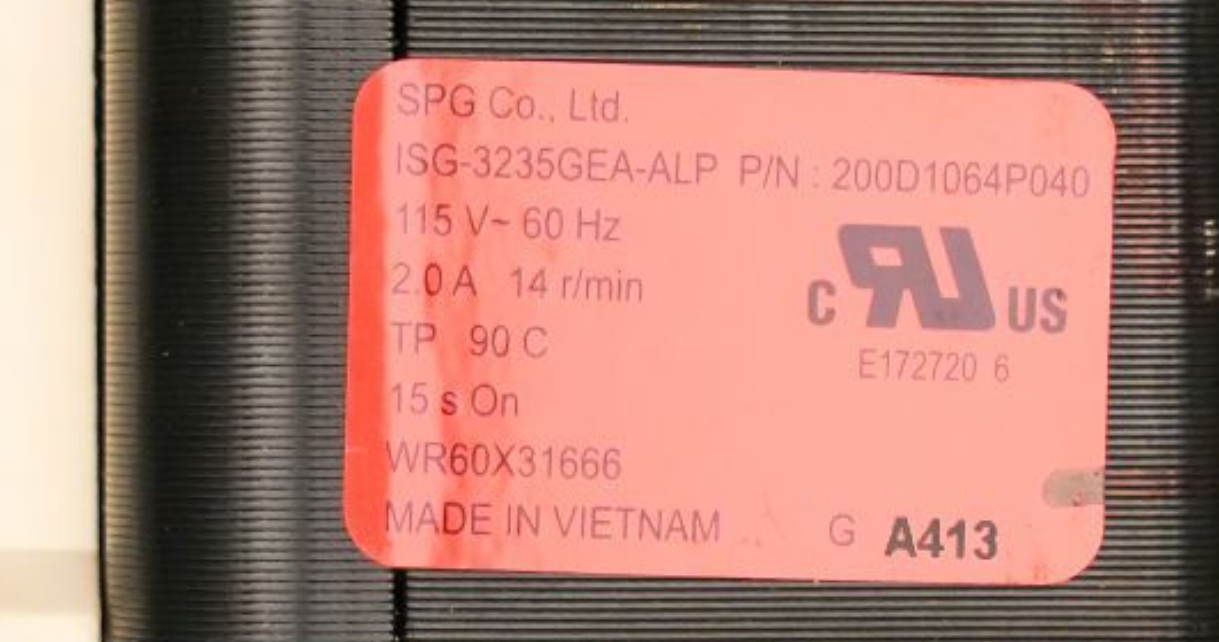 SPG Co., Ltd.
ISG-3235GEA-ALP P/N : 200D1064P040
115 V~ 60 Hz
2.0 A 14 r/min
TP 90 C
15 s On
WR60X31666
MADE IN VIETNAM
C RU US
E172720 6
G A413